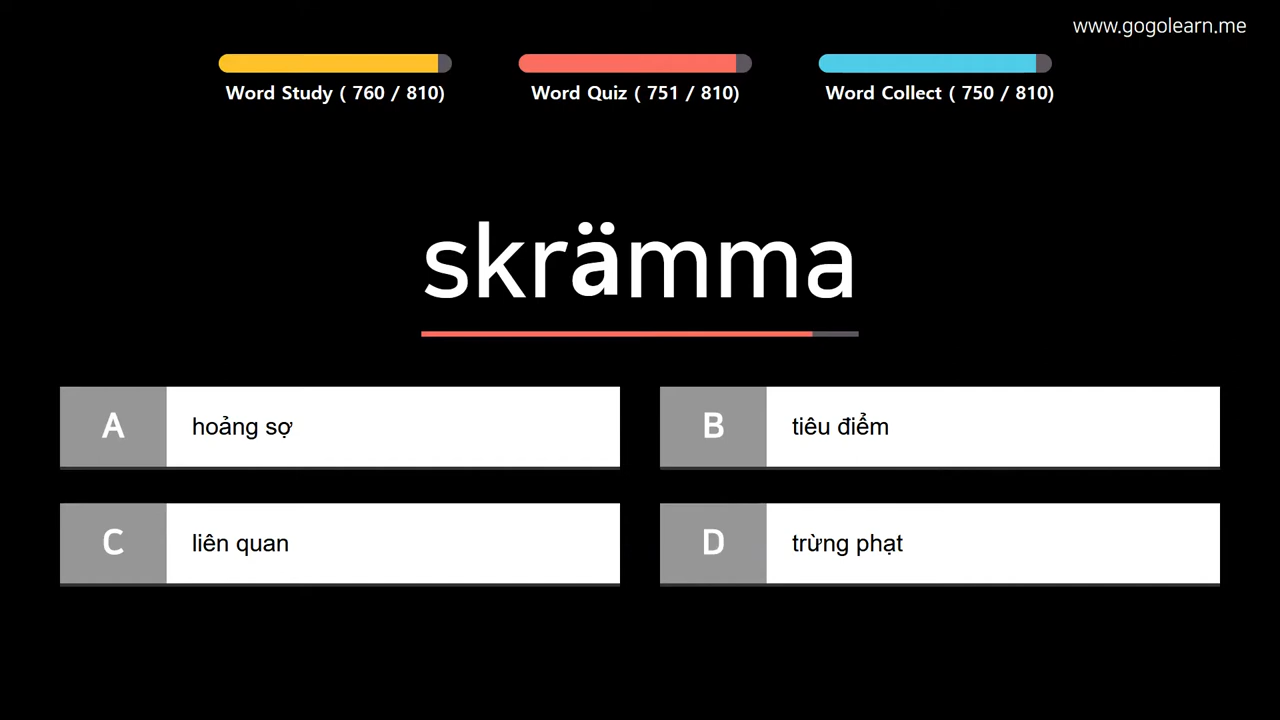 www.gogolearn.me
Word Study ( 760 / 810)
Word Quiz ( 751 / 810)
Word Collect ( 750 / 810)
skrämma
A hoảng sợ
B tiêu điểm
C liên quan
D trừng phạt